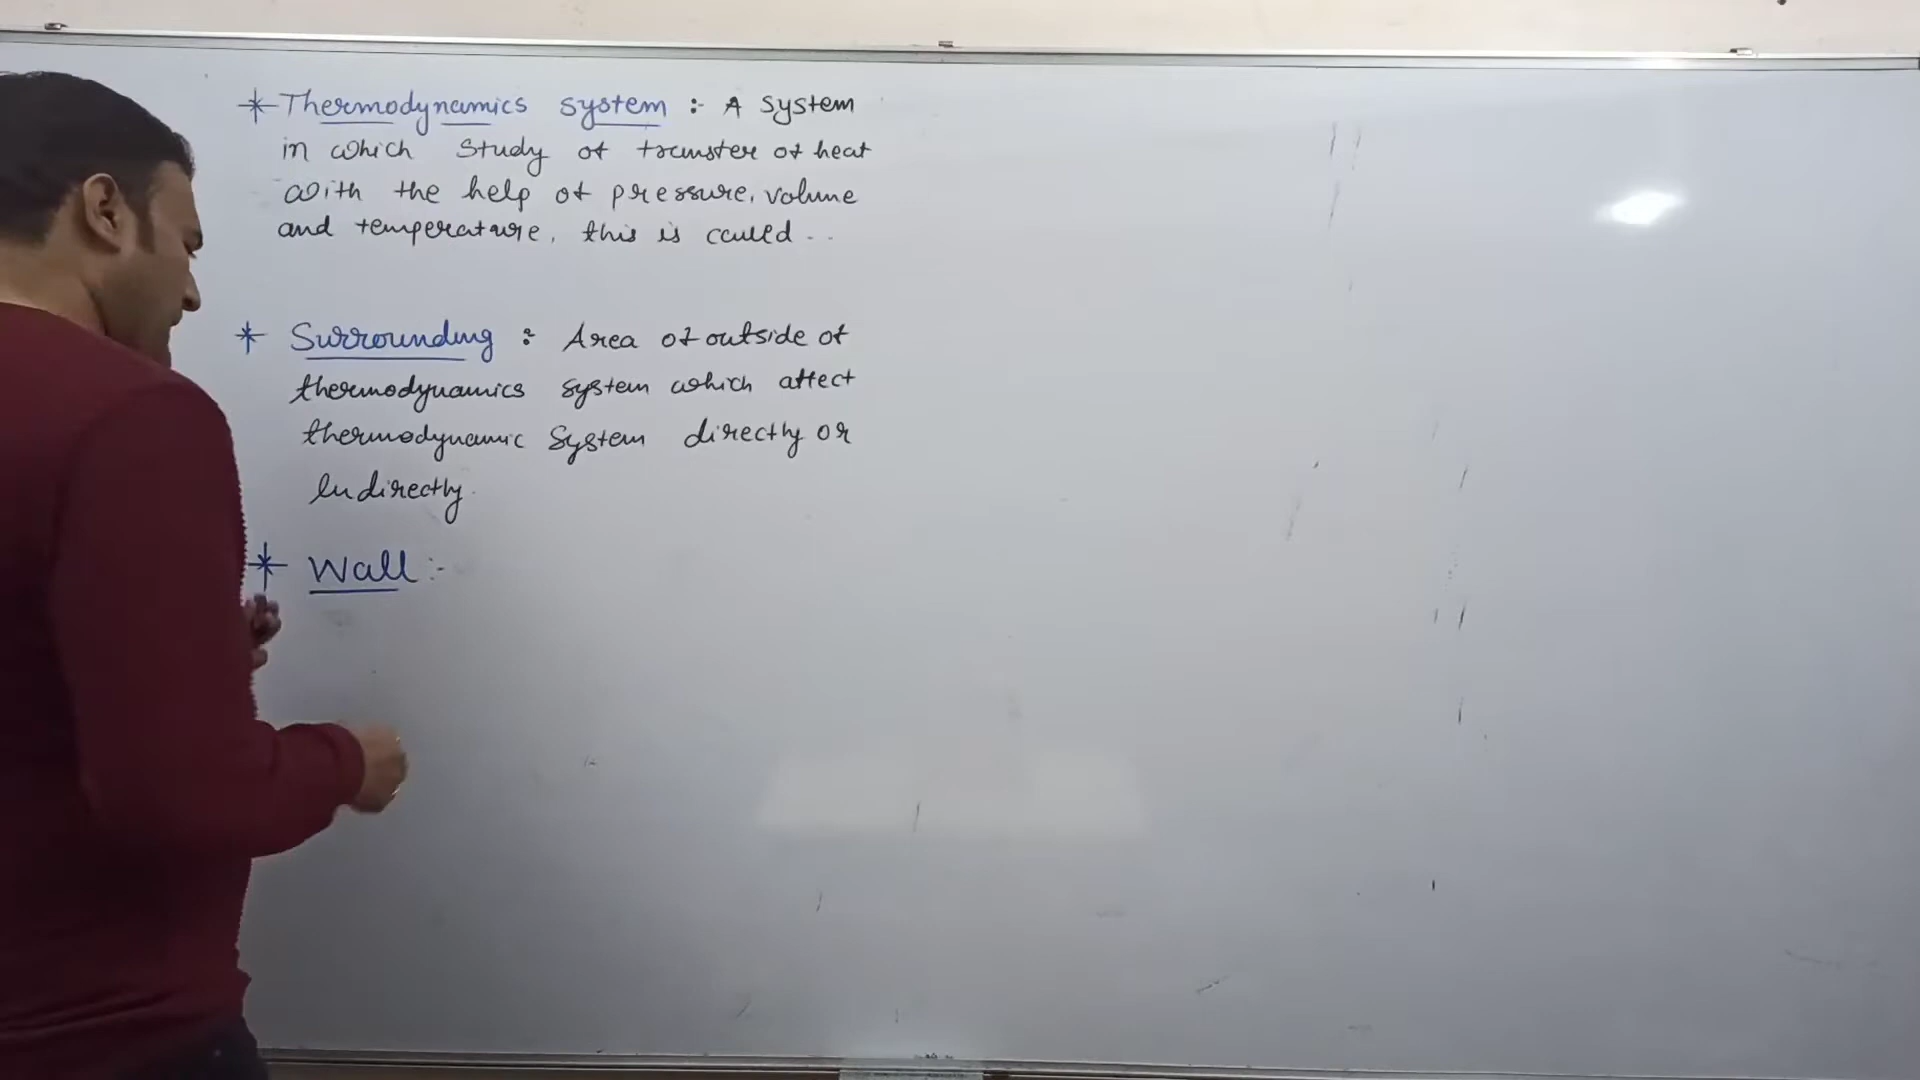 * Thermodynamics system :- A system
in which study of transfer of heat
with the help of pressure, volume
and temperature, this is called ..
* Surrounding : Area of outside of
thermodynamics system which affect
thermodynamic System directly or
Indirectly.
* Wall :-